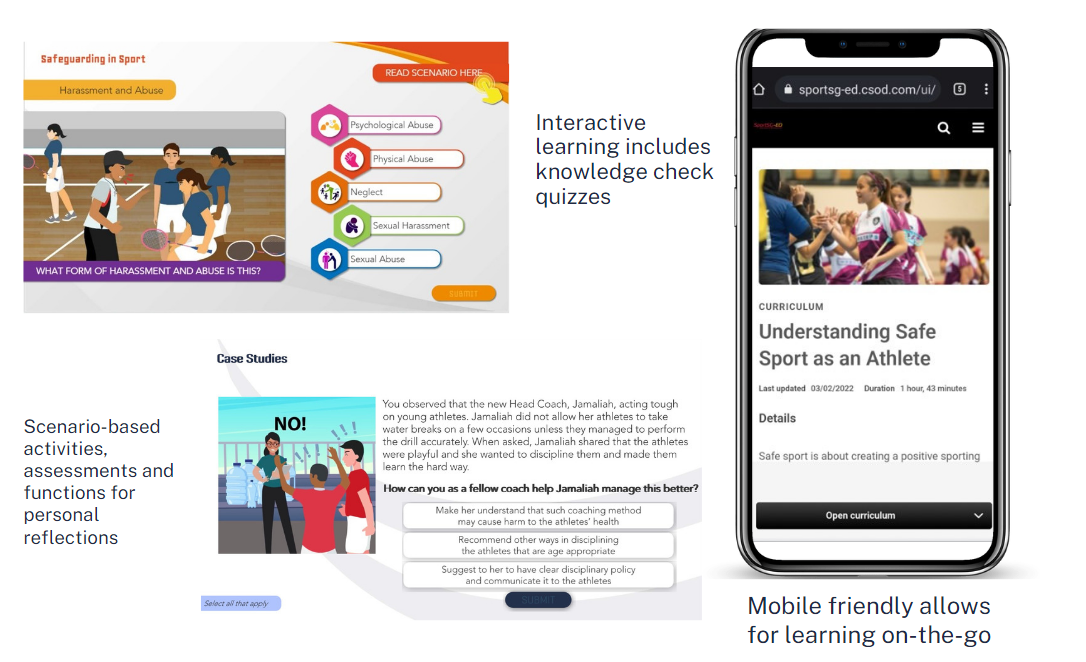 Safeguarding in Sport
READ SCENARIO HERE
Harassment and Abuse
Psychological Abuse
Physical Abuse
Neglect
Sexual Harassment
Sexual Abuse
WHAT FORM OF HARASSMENT AND ABUSE IS THIS?
SUBMIT
Interactive
learning includes
knowledge check
quizzes
Case Studies
NO!
You observed that the new Head Coach, Jamaliah, acting tough
on young athletes. Jamaliah did not allow her athletes to take
water breaks on a few occasions unless they managed to perform
the drill accurately. When asked, Jamaliah shared that the athletes
were playful and she wanted to discipline them and made them
learn the hard way.
How can you as a fellow coach help Jamaliah manage this better?
Make her understand that such coaching method
may cause harm to the athletes' health
Recommend other ways in disciplining
the athletes that are age appropriate
Suggest to her to have clear disciplinary policy
and communicate it to the athletes
SUBMIT
Select all that apply
Scenario-based
activities,
assessments and
functions for
personal
reflections
sportsg-ed.csod.com/ui/
5
SportSG-ED
CURRICULUM
Understanding Safe
Sport as an Athlete
Last updated 03/02/2022 Duration 1 hour, 43 minutes
Details
Safe sport is about creating a positive sporting
Open curriculum
Mobile friendly allows
for learning on-the-go